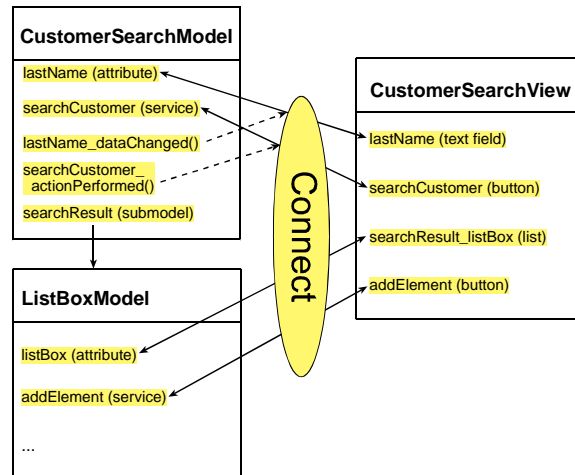 CustomerSearchModel
lastName (attribute)
searchCustomer (service)
lastName_dataChanged()
searchCustomer_
actionPerformed()
searchResult (submodel)
ListBoxModel
listBox (attribute)
addElement (service)
...
Connect
CustomerSearchView
lastName (text field)
searchCustomer (button)
searchResult_listBox (list)
addElement (button)